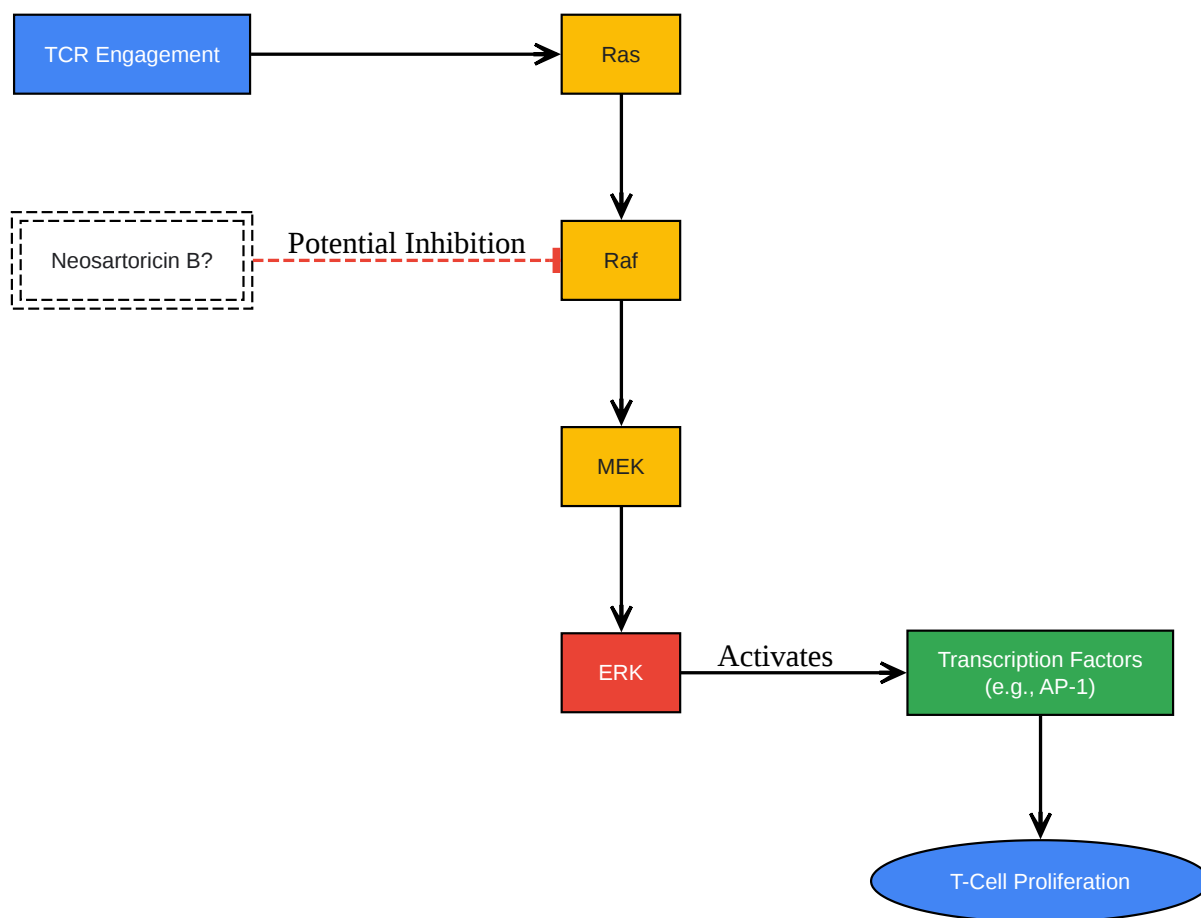 TCR Engagement
Ras
Neosartoricin B?
Potential Inhibition
Raf
MEK
ERK
Activates
Transcription Factors
(e.g., AP-1)
T-Cell Proliferation